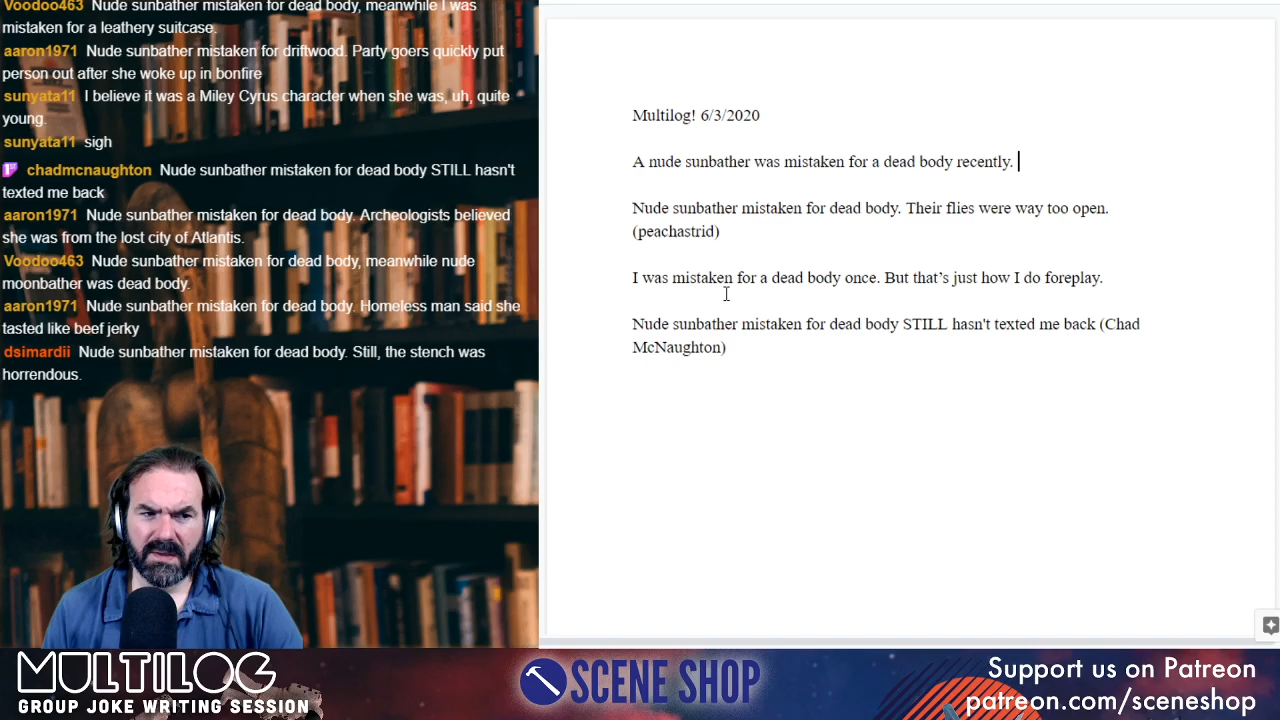 Voodoo463 Nude sunbather mistaken for dead body, meanwhile I was
mistaken for a leathery suitcase.
aaron1971 Nude sunbather mistaken for driftwood. Party goers quickly put
person out after she woke up in bonfire
sunyata11 I believe it was a Miley Cyrus character when she was, uh, quite
young.
sunyata11 sigh
chadmcnaughton Nude sunbather mistaken for dead body STILL hasn't
texted me back
aaron1971 Nude sunbather mistaken for dead body. Archeologists believed
she was from the lost city of Atlantis.
Voodoo463 Nude sunbather mistaken for dead body, meanwhile nude
moonbather was dead body.
aaron1971 Nude sunbather mistaken for dead body. Homeless man said she
tasted like beef jerky
dsimardii Nude sunbather mistaken for dead body. Still, the stench was
horrendous.
Multilog! 6/3/2020
A nude sunbather was mistaken for a dead body recently.
Nude sunbather mistaken for dead body. Their flies were way too open.
(peachastrid)
I was mistaken for a dead body once. But that’s just how I do foreplay.
Nude sunbather mistaken for dead body STILL hasn't texted me back (Chad
McNaughton)
MULTILOG
GROUP JOKE WRITING SESSION
SCENE SHOP
Support us on Patreon
patreon.com/sceneshop